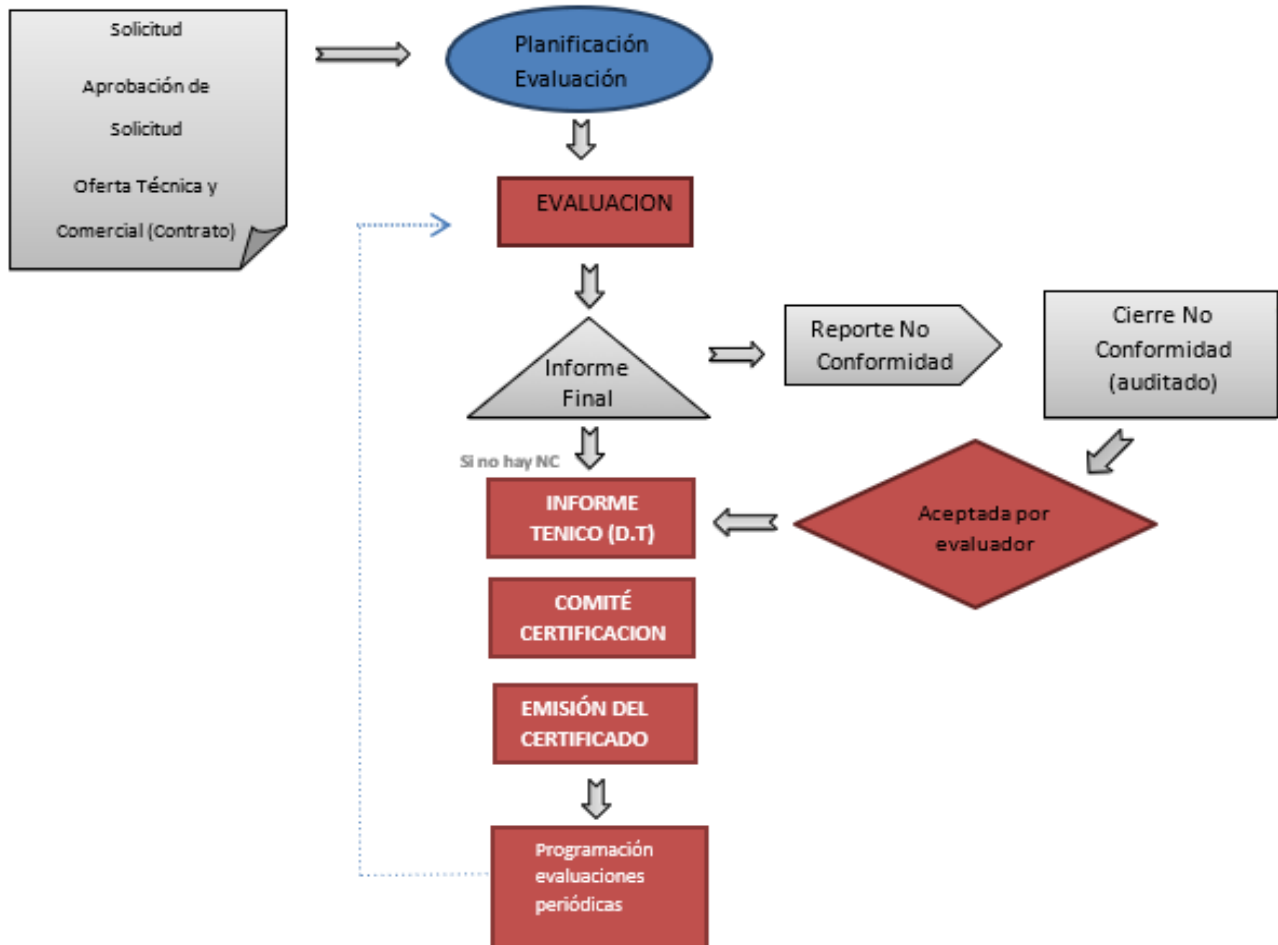 Solicitud
Aprobación de
Solicitud
Oferta Técnica y
Comercial (Contrato)
Planificación
Evaluación
EVALUACION
Informe
Final
Reporte No
Conformidad
Cierre No
Conformidad
(auditado)
Si no hay NC
Aceptada por
evaluador
INFORME
TENICO (D.T)
COMITÉ
CERTIFICACION
EMISIÓN DEL
CERTIFICADO
Programación
evaluaciones
periódicas